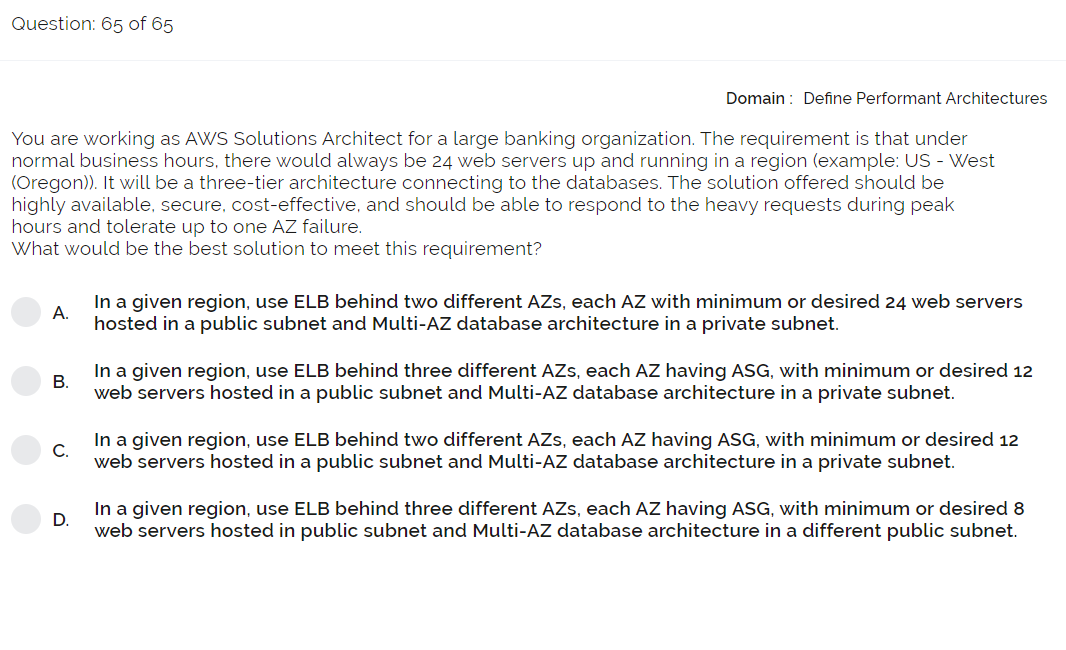 Question: 65 of 65
Domain : Define Performant Architectures
You are working as AWS Solutions Architect for a large banking organization. The requirement is that under
normal business hours, there would always be 24 web servers up and running in a region (example: US - West
(Oregon)). It will be a three-tier architecture connecting to the databases. The solution offered should be
highly available, secure, cost-effective, and should be able to respond to the heavy requests during peak
hours and tolerate up to one AZ failure.
What would be the best solution to meet this requirement?
A. In a given region, use ELB behind two different AZs, each AZ with minimum or desired 24 web servers
hosted in a public subnet and Multi-AZ database architecture in a private subnet.
B. In a given region, use ELB behind three different AZs, each AZ having ASG, with minimum or desired 12
web servers hosted in a public subnet and Multi-AZ database architecture in a private subnet.
C. In a given region, use ELB behind two different AZs, each AZ having ASG, with minimum or desired 12
web servers hosted in a public subnet and Multi-AZ database architecture in a private subnet.
D. In a given region, use ELB behind three different AZs, each AZ having ASG, with minimum or desired 8
web servers hosted in public subnet and Multi-AZ database architecture in a different public subnet.